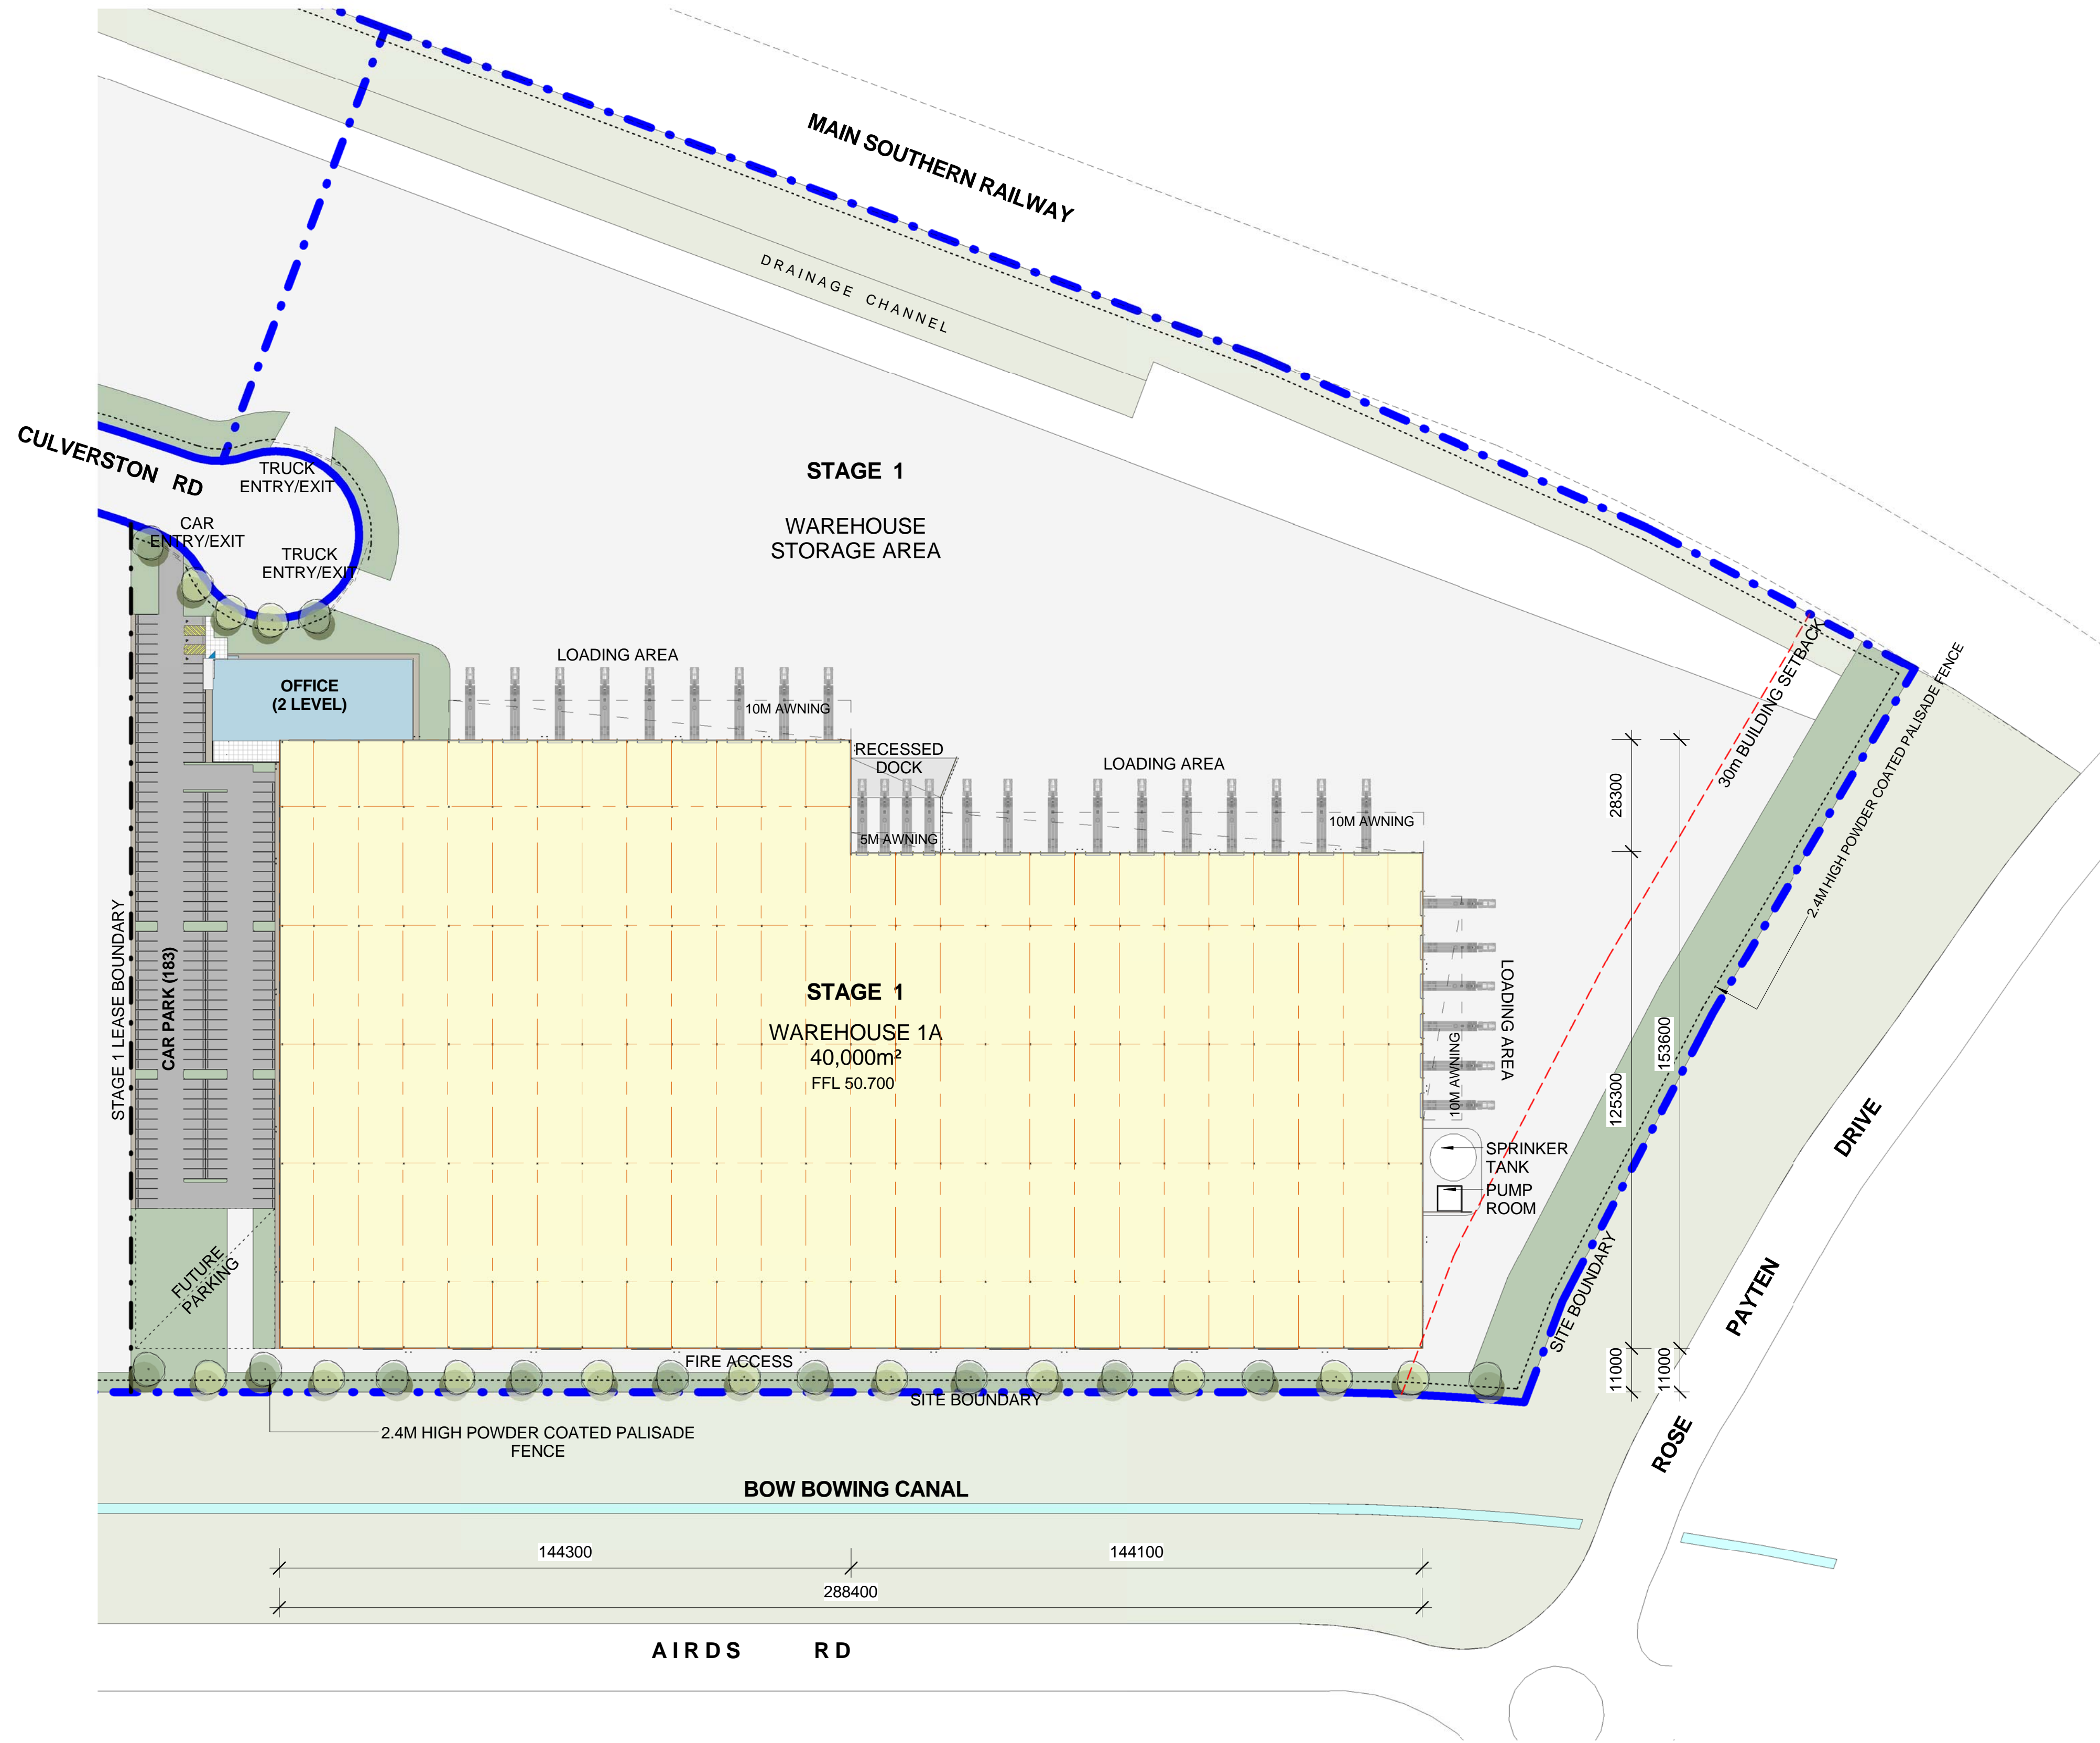 MAIN SOUTHERN RAILWAY
DRAINAGE CHANNEL
CULVERSTON RD
TRUCK
ENTRY/EXIT
CAR
ENTRY/EXIT
TRUCK
ENTRY/EXIT
STAGE 1
WAREHOUSE
STORAGE AREA
30m BUILDING SETBACK
2.4M HIGH POWDER COATED PALISADE FENCE
OFFICE
(2 LEVEL)
LOADING AREA
10M AWNING
RECESSED
DOCK
5M AWNING
LOADING AREA
10M AWNING
28300
STAGE 1 LEASE BOUNDARY
CAR PARK (183)
STAGE 1
WAREHOUSE 1A
40,000m²
FFL 50.700
LOADING AREA
10M AWNING
125300
153600
SPRINKER
TANK
PUMP
ROOM
FUTURE
PARKING
SITE BOUNDARY
11000
11000
FIRE ACCESS
SITE BOUNDARY
2.4M HIGH POWDER COATED PALISADE
FENCE
BOW BOWING CANAL
ROSE PAYTEN DRIVE
144300
144100
288400
AIRDS RD